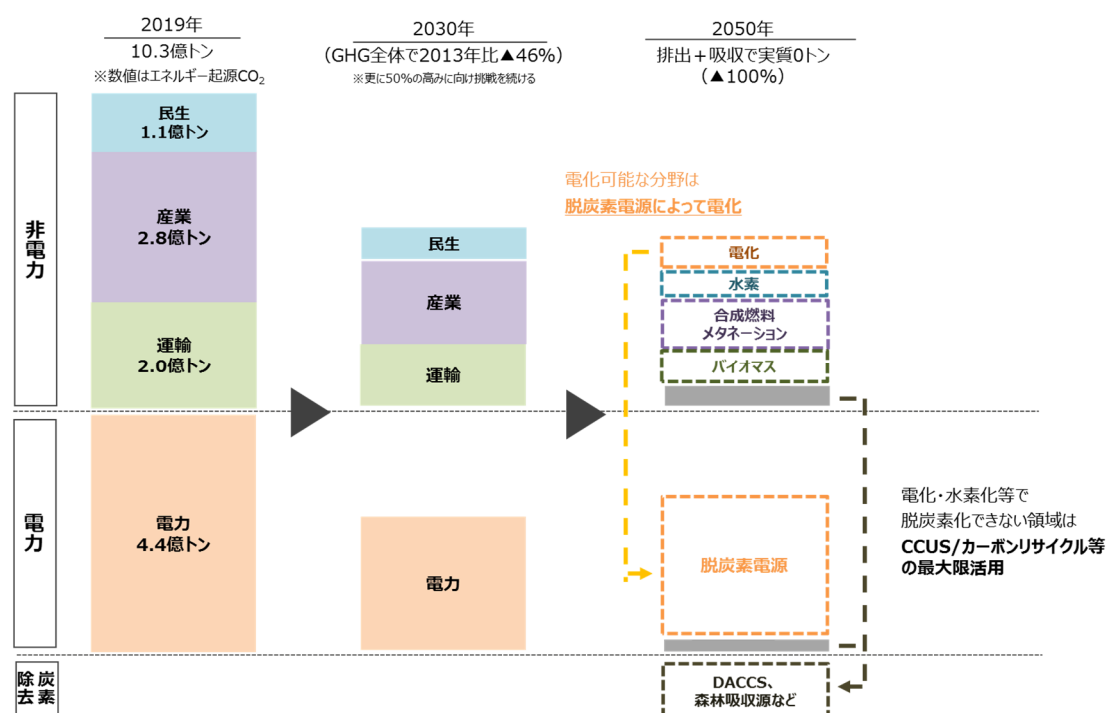 2019年
10.3億トン
※数値はエネルギー起源CO₂
2030年
(GHG全体で2013年比▲46%)
※更に50%の高みに向け挑戦を続ける
2050年
排出+吸収で実質0トン
(▲100%)
非電力
民生
1.1億トン
産業
2.8億トン
運輸
2.0億トン
民生
産業
運輸
電化可能な分野は
脱炭素電源によって電化
電化
水素
合成燃料
メタネーション
バイオマス
電力
電力
4.4億トン
電力
脱炭素電源
電化・水素化等で
脱炭素化できない領域は
CCUS/カーボンリサイクル等
の最大限活用
炭素
除去
DACCS、
森林吸収源など